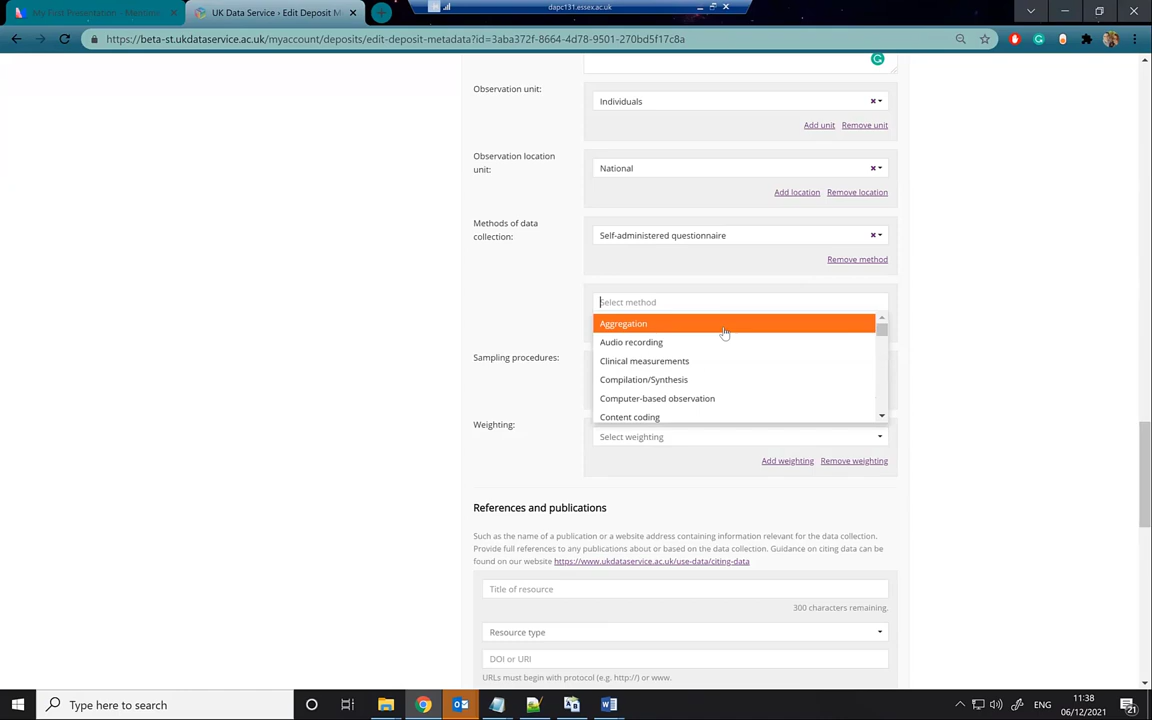 dapc131.essex.ac.uk
My First Presentation - Mentime
UK Data Service › Edit Deposit M
https://beta-st.ukdataservice.ac.uk/myaccount/deposits/edit-deposit-metadata?id=3aba372f-8664-4d78-9501-270bd5f17c8a
Observation unit:
Individuals
Add unit Remove unit
Observation location
unit:
National
Add location Remove location
Methods of data
collection:
Self-administered questionnaire
Remove method
Select method
Aggregation
Audio recording
Clinical measurements
Compilation/Synthesis
Computer-based observation
Content coding
Sampling procedures:
Weighting:
Select weighting
Add weighting Remove weighting
References and publications
Such as the name of a publication or a website address containing information relevant for the data collection.
Provide full references to any publications about or based on the data collection. Guidance on citing data can be
found on our website https://www.ukdataservice.ac.uk/use-data/citing-data
Title of resource
300 characters remaining.
Resource type
DOI or URI
URLs must begin with protocol (e.g. http://) or www.
Type here to search
ENG
11:38
06/12/2021
21